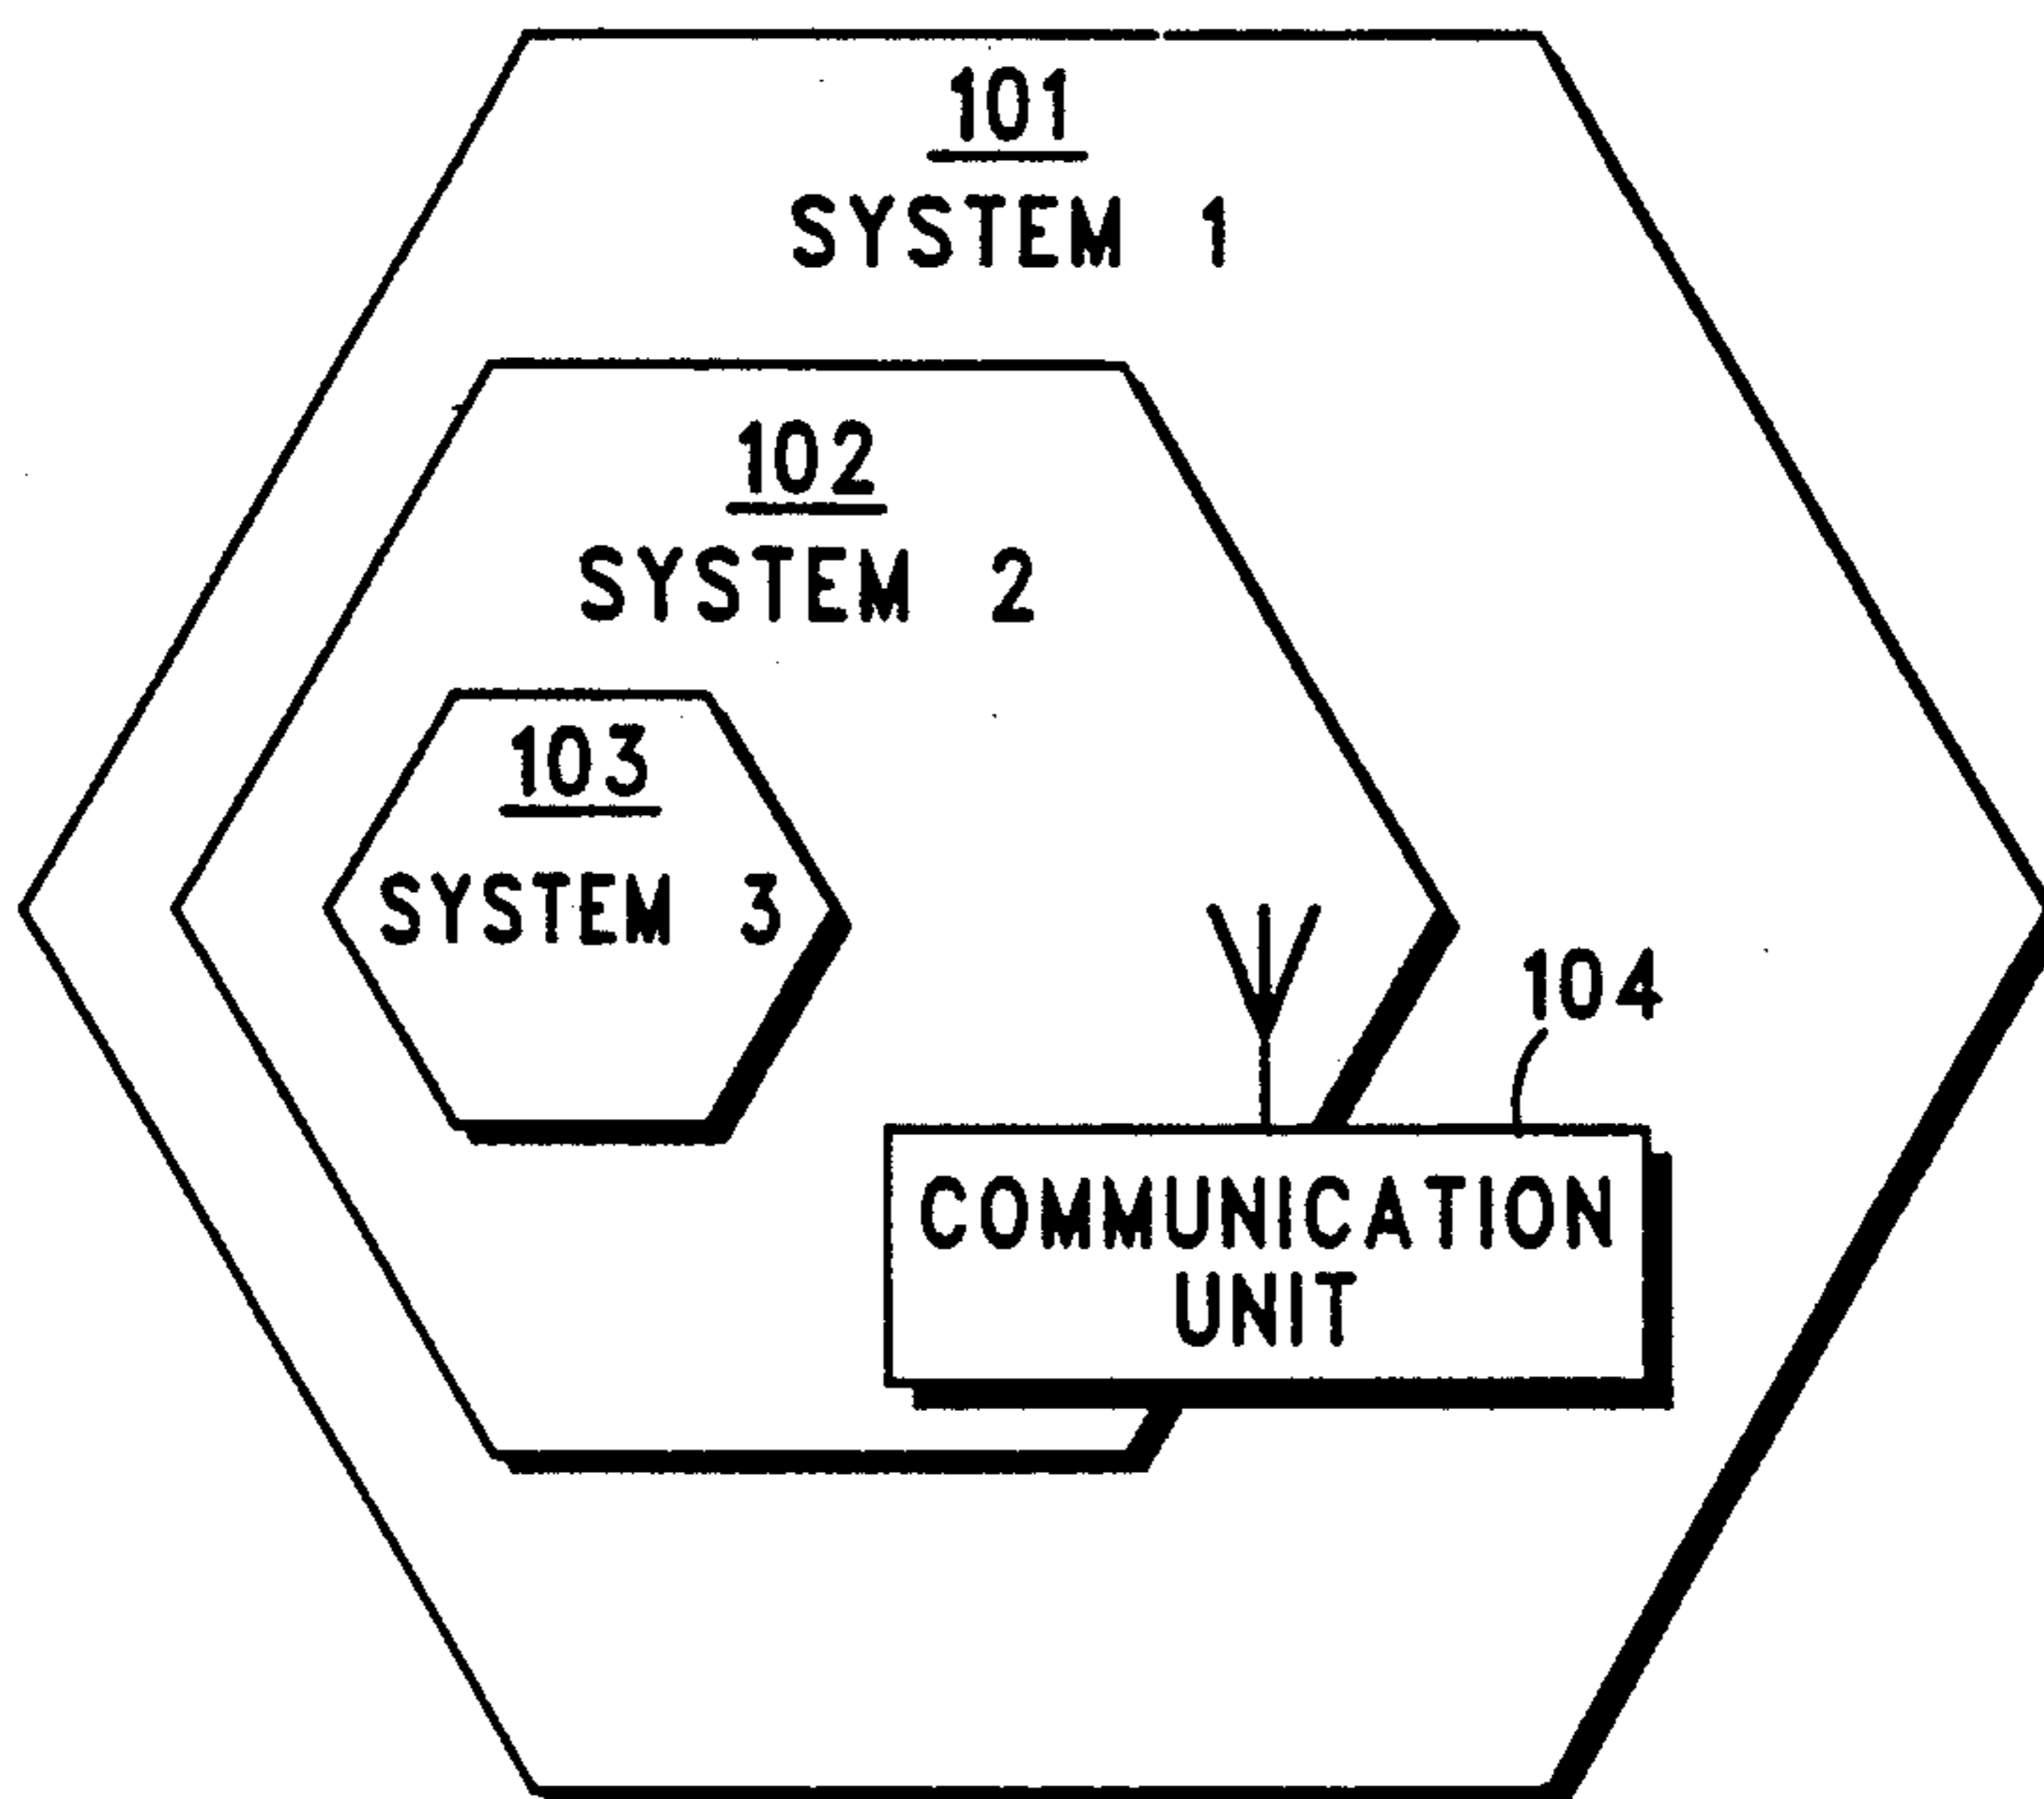 101
SYSTEM 1
102
SYSTEM 2
103
SYSTEM 3
104
COMMUNICATION
UNIT